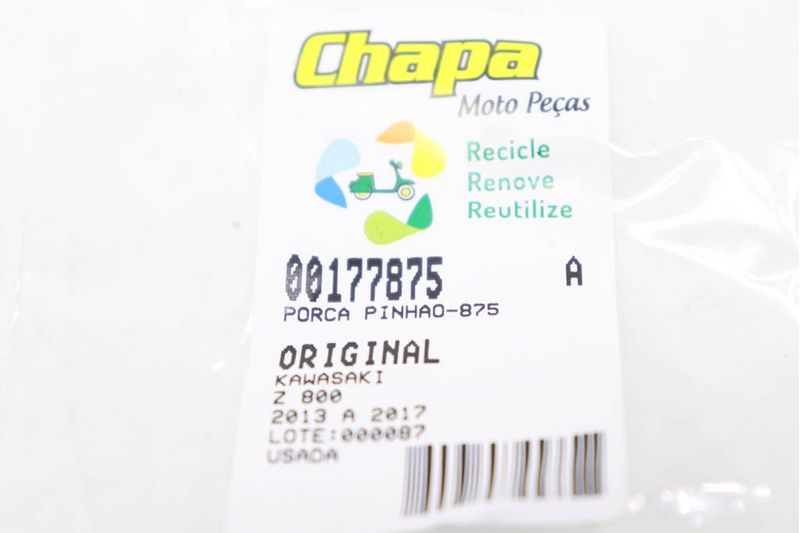 Chapa
Moto Peças
Recicle
Renove
Reutilize
00177875 A
PORCA PINHAO-875
ORIGINAL
KAWASAKI
Z 800
2013 A 2017
LOTE:000087
USADA